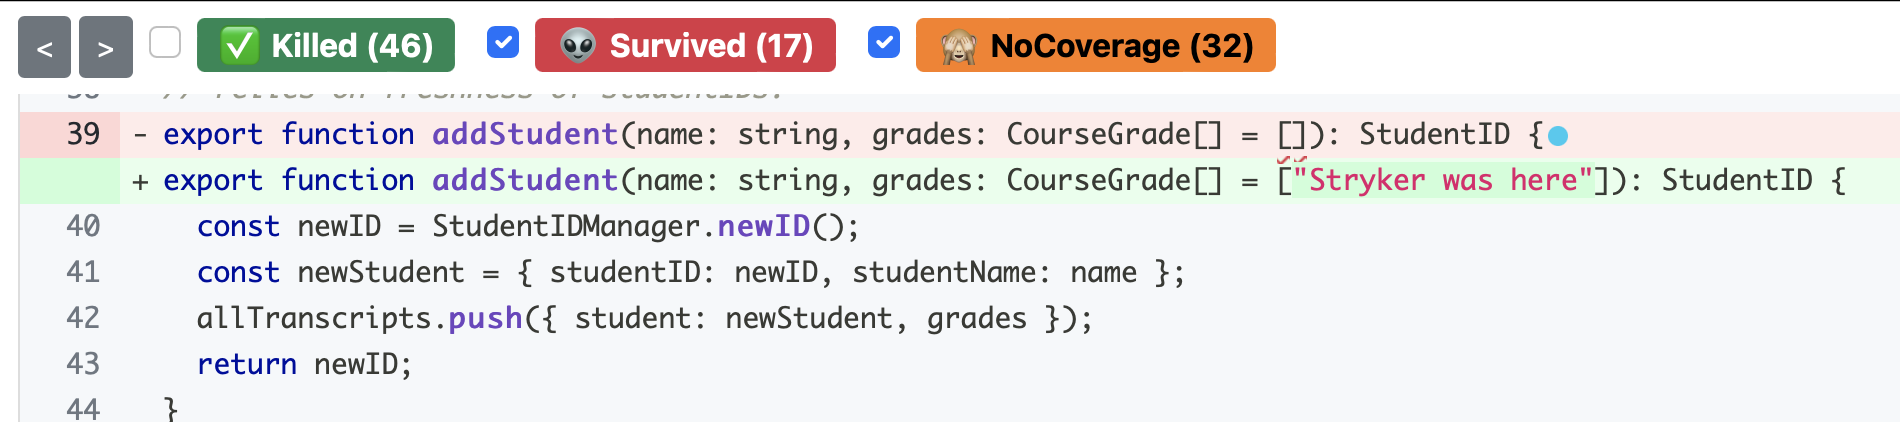 < > Killed (46) Survived (17) NoCoverage (32)
// relies on freshness of studentIDs.
39 - export function addStudent(name: string, grades: CourseGrade[] = []): StudentID {
+ export function addStudent(name: string, grades: CourseGrade[] = ["Stryker was here"]): StudentID {
40 const newID = StudentIDManager.newID();
41 const newStudent = { studentID: newID, studentName: name };
42 allTranscripts.push({ student: newStudent, grades });
43 return newID;
44 }